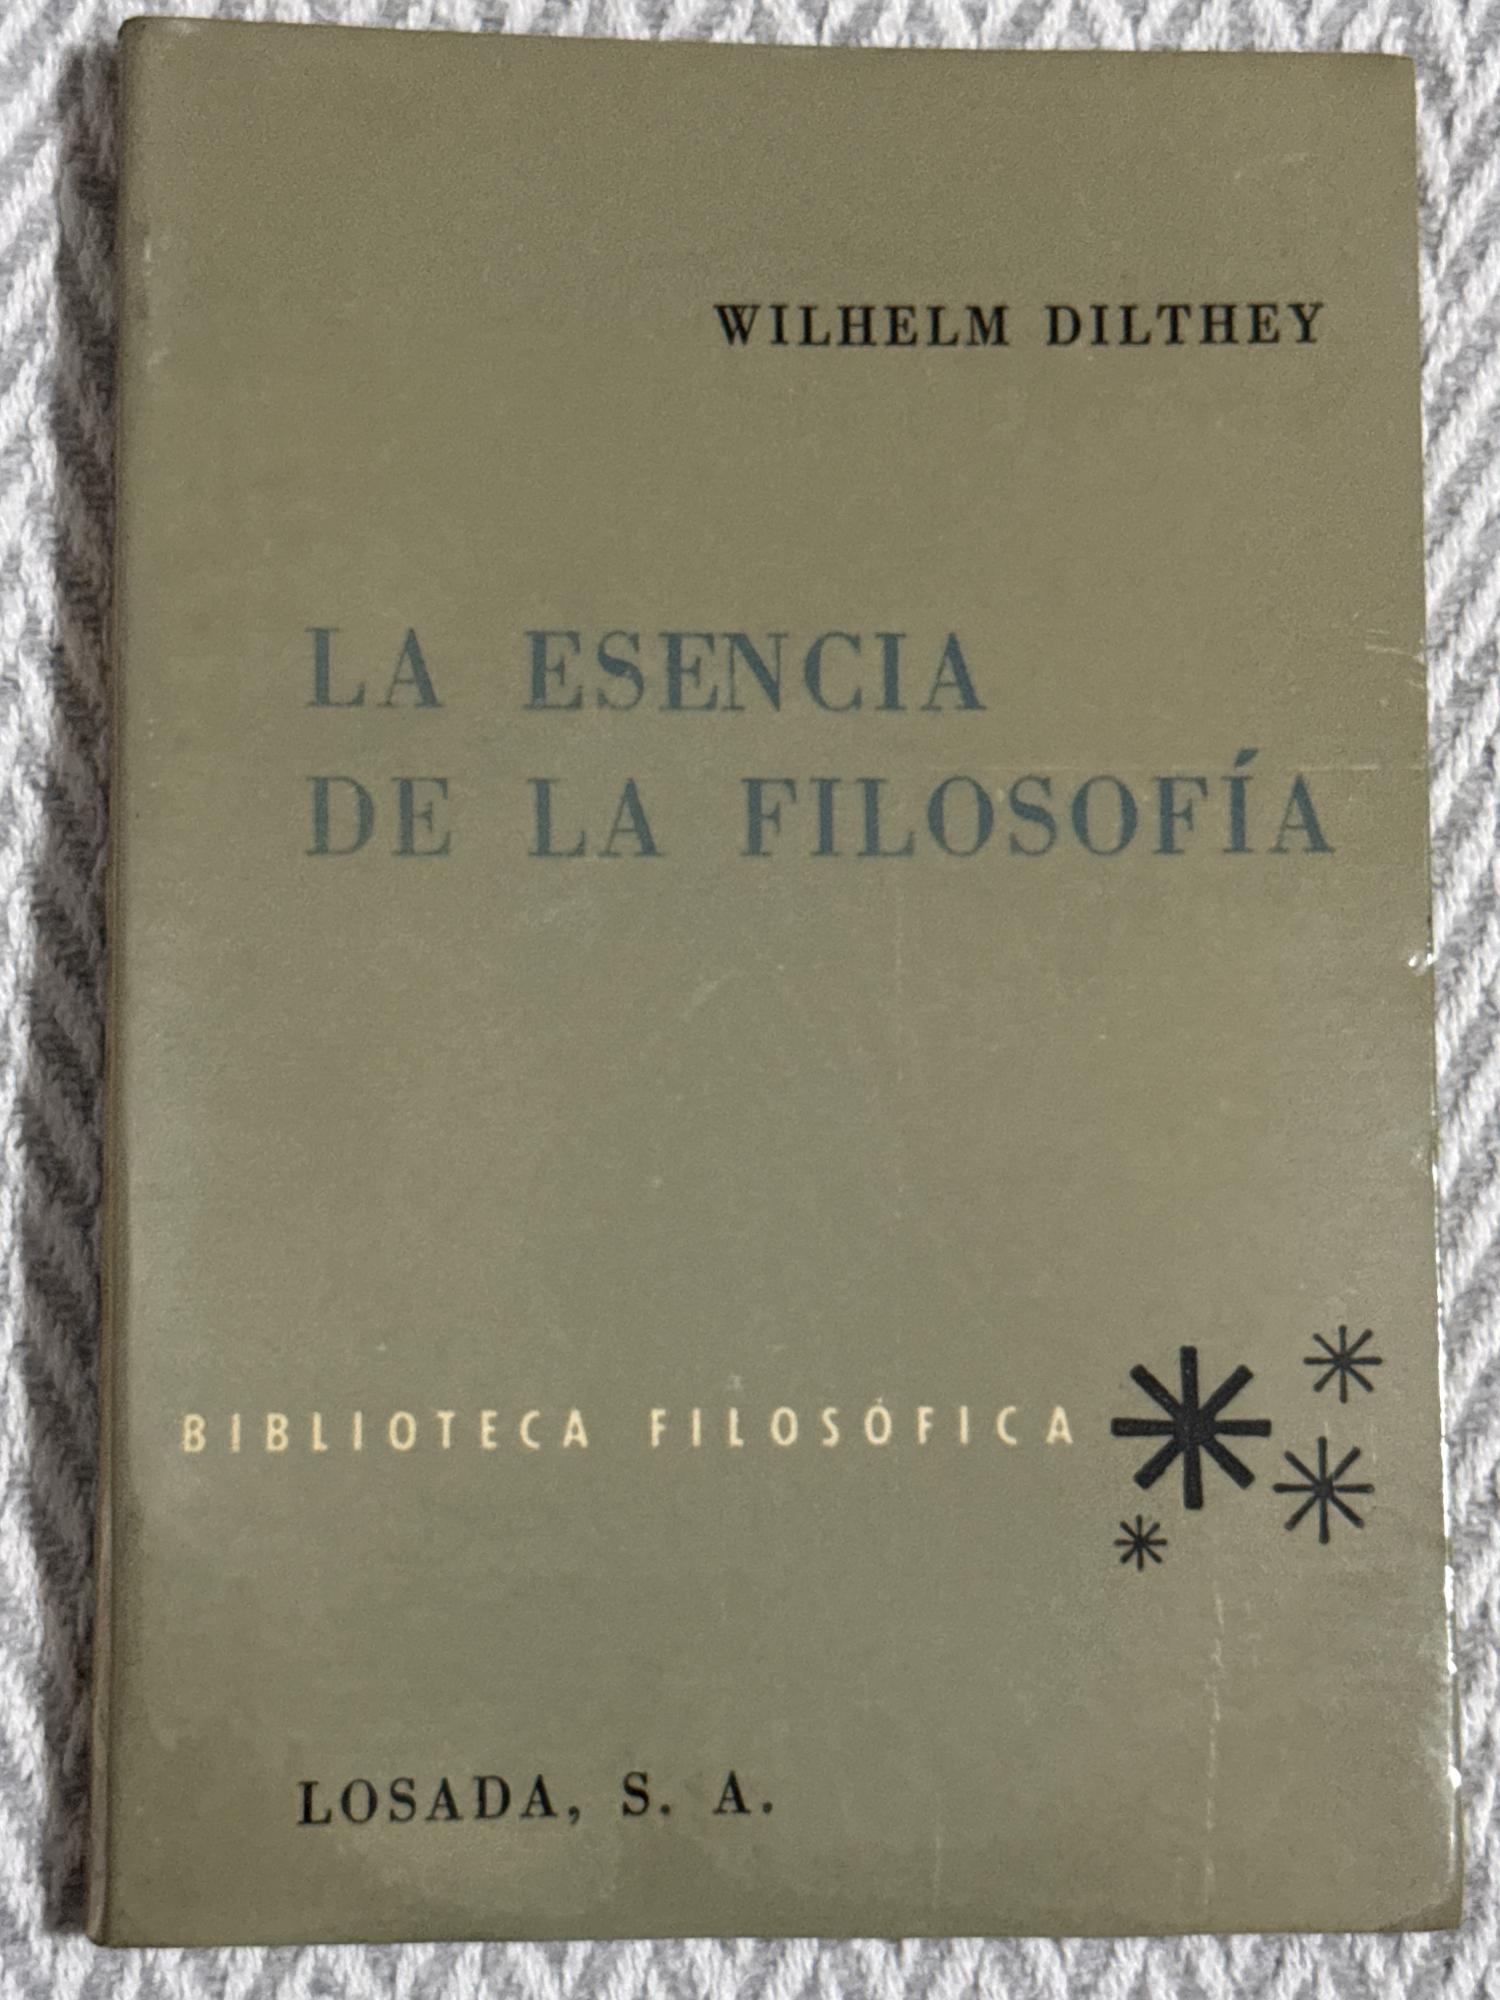 WILHELM DILTHEY
LA ESENCIA
DE LA FILOSOFÍA
BIBLIOTECA FILOSÓFICA
LOSADA, S. A.